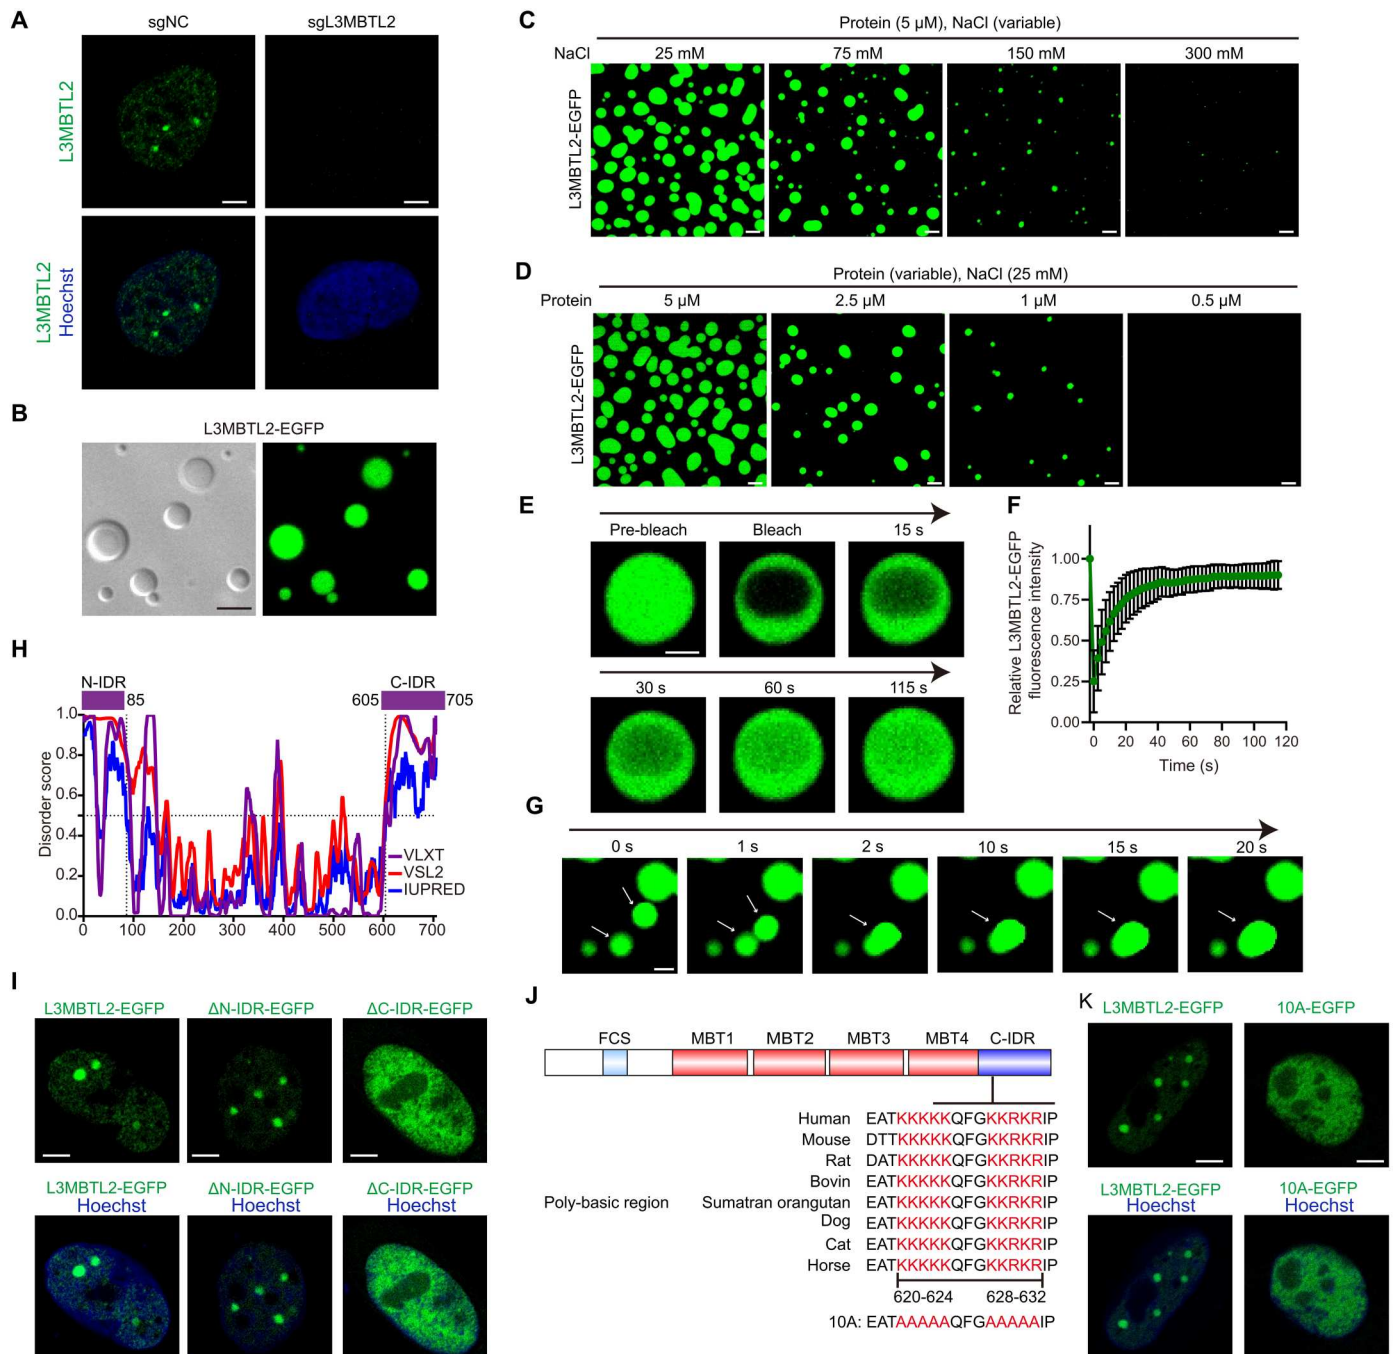 A
sgNC
sgL3MBTL2
L3MBTL2
L3MBTL2
Hoechst
B
L3MBTL2-EGFP
C
Protein (5 µM), NaCl (variable)
NaCl
25 mM
75 mM
150 mM
300 mM
L3MBTL2-EGFP
D
Protein (variable), NaCl (25 mM)
Protein
5 µM
2.5 µM
1 µM
0.5 µM
L3MBTL2-EGFP
E
Pre-bleach
Bleach
15 s
30 s
60 s
115 s
F
Relative L3MBTL2-EGFP
fluorescence intensity
1.00
0.75
0.50
0.25
0.00
0 20 40 60 80 100 120
Time (s)
G
0 s
1 s
2 s
10 s
15 s
20 s
H
N-IDR
85
C-IDR
605
705
Disorder score
1.0
0.8
0.6
0.4
0.2
0.0
VLXT
VSL2
IUPRED
0 100 200 300 400 500 600 700
I
L3MBTL2-EGFP
ΔN-IDR-EGFP
ΔC-IDR-EGFP
L3MBTL2-EGFP
Hoechst
ΔN-IDR-EGFP
Hoechst
ΔC-IDR-EGFP
Hoechst
J
FCS MBT1 MBT2 MBT3 MBT4 C-IDR
Poly-basic region
Human EATKKKKKQFGKKRKRIP
Mouse DTTKKKKKQFGKKRKRIP
Rat DATKKKKKQFGKKRKRIP
Bovin EATKKKKKQFGKKRKRIP
Sumatran orangutan EATKKKKKQFGKKRKRIP
Dog EATKKKKKQFGKKRKRIP
Cat EATKKKKKQFGKKRKRIP
Horse EATKKKKKQFGKKRKRIP
620-624 628-632
10A: EATAAAAAQFGAAAAAIP
K
L3MBTL2-EGFP
10A-EGFP
L3MBTL2-EGFP
Hoechst
10A-EGFP
Hoechst